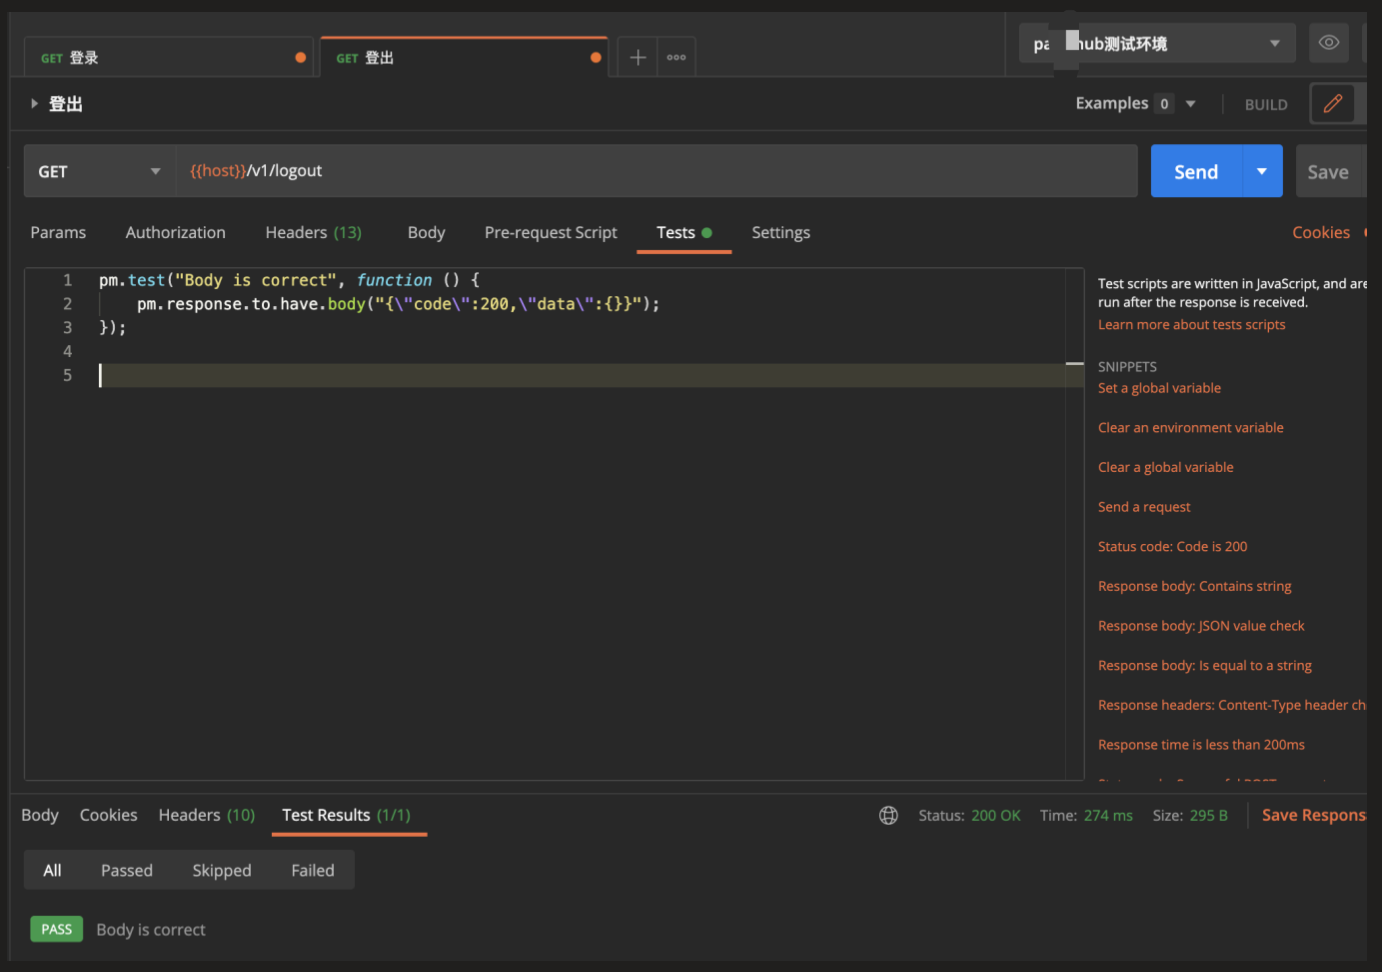 GET 登录
GET 登出
hub测试环境
登出
Examples 0
BUILD
GET
{{host}}/v1/logout
Send
Save
Params
Authorization
Headers (13)
Body
Pre-request Script
Tests
Settings
Cookies
1 pm.test("Body is correct", function () {
2 pm.response.to.have.body("{\"code\":200,\"data\":{}}");
3 });
4
5
Test scripts are written in JavaScript, and are
run after the response is received.
Learn more about tests scripts
SNIPPETS
Set a global variable
Clear an environment variable
Clear a global variable
Send a request
Status code: Code is 200
Response body: Contains string
Response body: JSON value check
Response body: Is equal to a string
Response headers: Content-Type header ch
Response time is less than 200ms
Body
Cookies
Headers (10)
Test Results (1/1)
Status: 200 OK
Time: 274 ms
Size: 295 B
Save Respons
All
Passed
Skipped
Failed
PASS
Body is correct